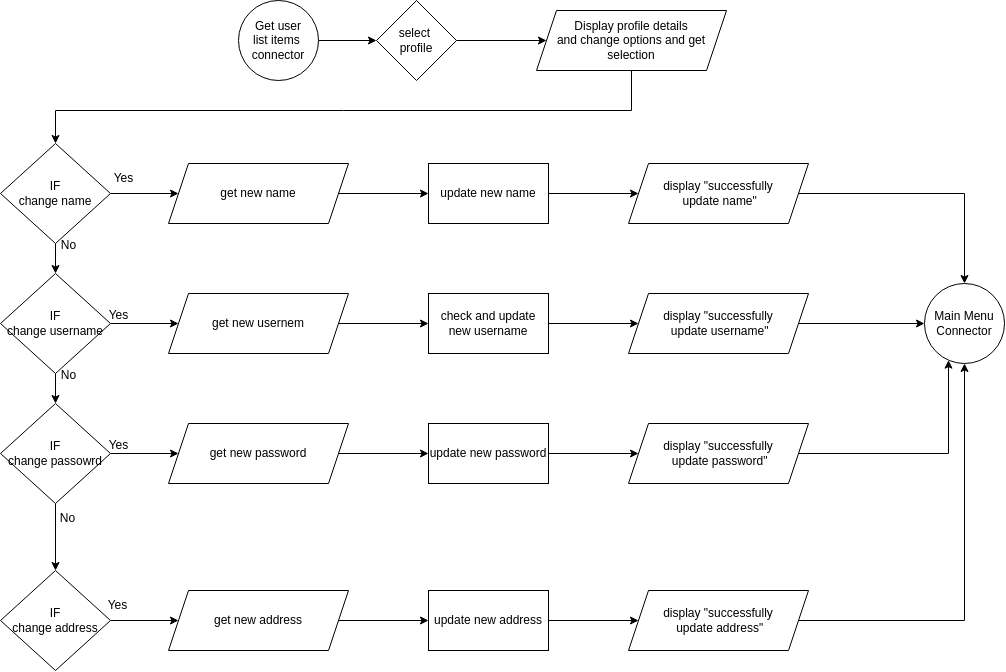 Get user
list items
connector
select
profile
Display profile details
and change options and get
selection
IF
change name
Yes
get new name
update new name
display "successfully
update name"
No
IF
change username
Yes
get new usernem
check and update
new username
display "successfully
update username"
Main Menu
Connector
No
IF
change passowrd
Yes
get new password
update new password
display "successfully
update password"
No
IF
change address
Yes
get new address
update new address
display "successfully
update address"